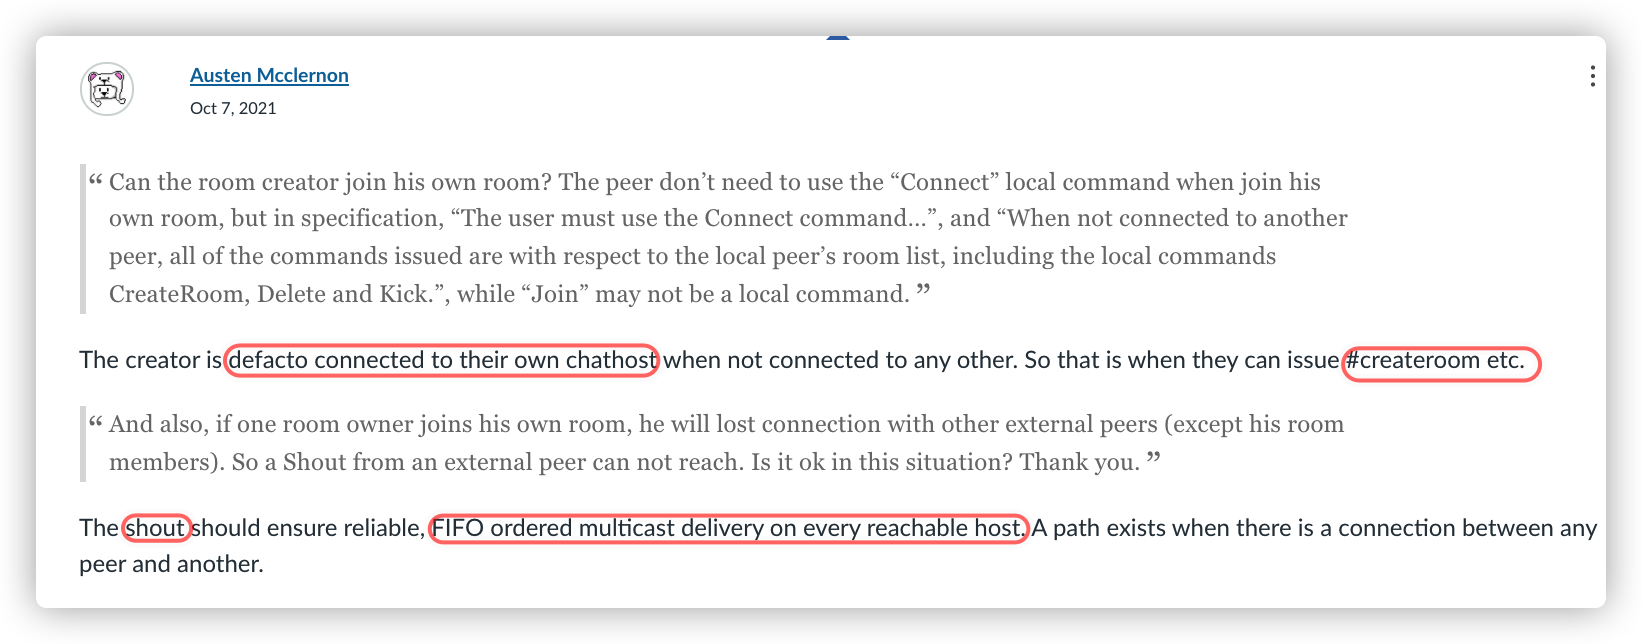 Austen Mcclernon
Oct 7, 2021
“ Can the room creator join his own room? The peer don’t need to use the “Connect” local command when join his
own room, but in specification, “The user must use the Connect command…”, and “When not connected to another
peer, all of the commands issued are with respect to the local peer’s room list, including the local commands
CreateRoom, Delete and Kick.”, while “Join” may not be a local command. ”
The creator is defacto connected to their own chathost when not connected to any other. So that is when they can issue #createroom etc.
“ And also, if one room owner joins his own room, he will lost connection with other external peers (except his room
members). So a Shout from an external peer can not reach. Is it ok in this situation? Thank you. ”
The shout should ensure reliable, FIFO ordered multicast delivery on every reachable host. A path exists when there is a connection between any
peer and another.